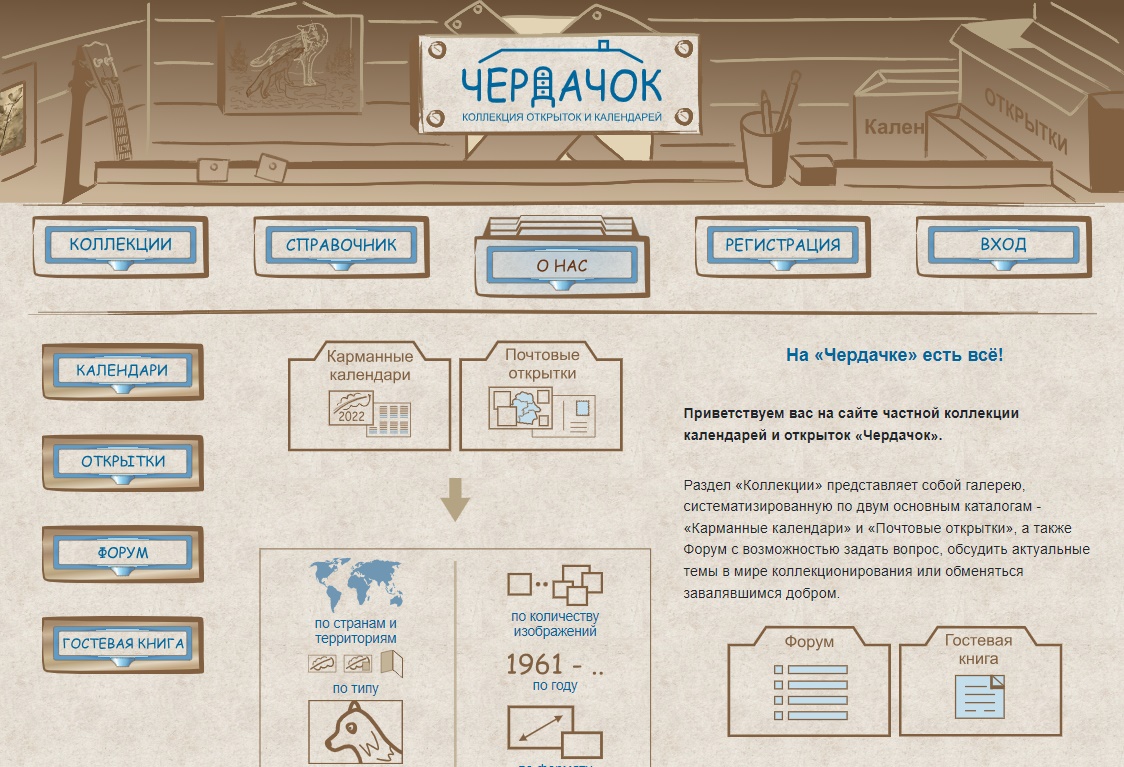 ЧЕРДАЧОК
КОЛЛЕКЦИЯ ОТКРЫТОК И КАЛЕНДАРЕЙ
Кален
ОТКРЫТКИ
КОЛЛЕКЦИИ
СПРАВОЧНИК
О НАС
РЕГИСТРАЦИЯ
ВХОД
КАЛЕНДАРИ
ОТКРЫТКИ
ФОРУМ
ГОСТЕВАЯ КНИГА
Карманные
календари
2022
Почтовые
открытки
по странам и
территориям
по типу
по количеству
изображений
1961 - ..
по году
На «Чердачке» есть всё!
Приветствуем вас на сайте частной коллекции
календарей и открыток «Чердачок».
Раздел «Коллекции» представляет собой галерею,
систематизированную по двум основным каталогам -
«Карманные календари» и «Почтовые открытки», а также
Форум с возможностью задать вопрос, обсудить актуальные
темы в мире коллекционирования или обменяться
завалявшимся добром.
Форум
Гостевая
книга